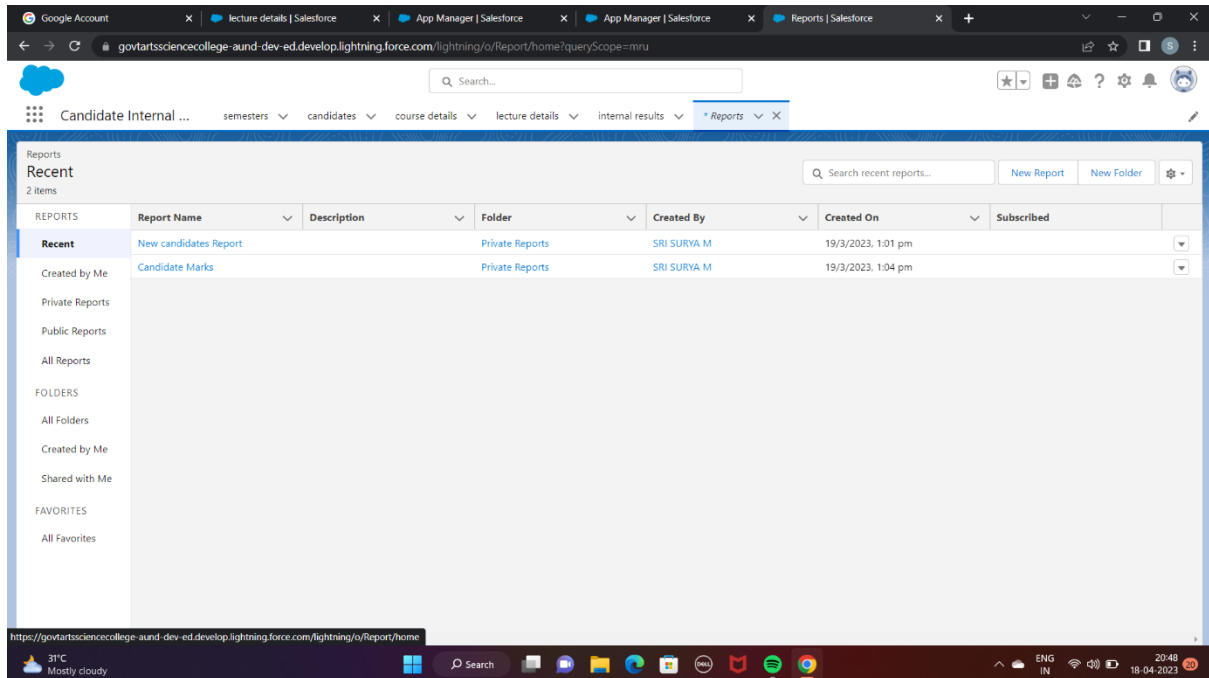 Google Account
lecture details | Salesforce
App Manager | Salesforce
App Manager | Salesforce
Reports | Salesforce
govtartssciencecollege-aund-dev-ed.develop.lightning.force.com/lightning/o/Report/home?queryScope=mru
S
Search...
Candidate Internal ...
semesters
candidates
course details
lecture details
internal results
* Reports
Reports
Recent
2 items
Search recent reports...
New Report
New Folder
REPORTS
Report Name Description Folder Created By Created On Subscribed
Recent
New candidates Report Private Reports SRI SURYA M 19/3/2023, 1:01 pm
Candidate Marks Private Reports SRI SURYA M 19/3/2023, 1:04 pm
Created by Me
Private Reports
Public Reports
All Reports
FOLDERS
All Folders
Created by Me
Shared with Me
FAVORITES
All Favorites
https://govtartssciencecollege-aund-dev-ed.develop.lightning.force.com/lightning/o/Report/home
31°C
Mostly cloudy
Search
DELL
ENG
IN
20:48
18-04-2023
20